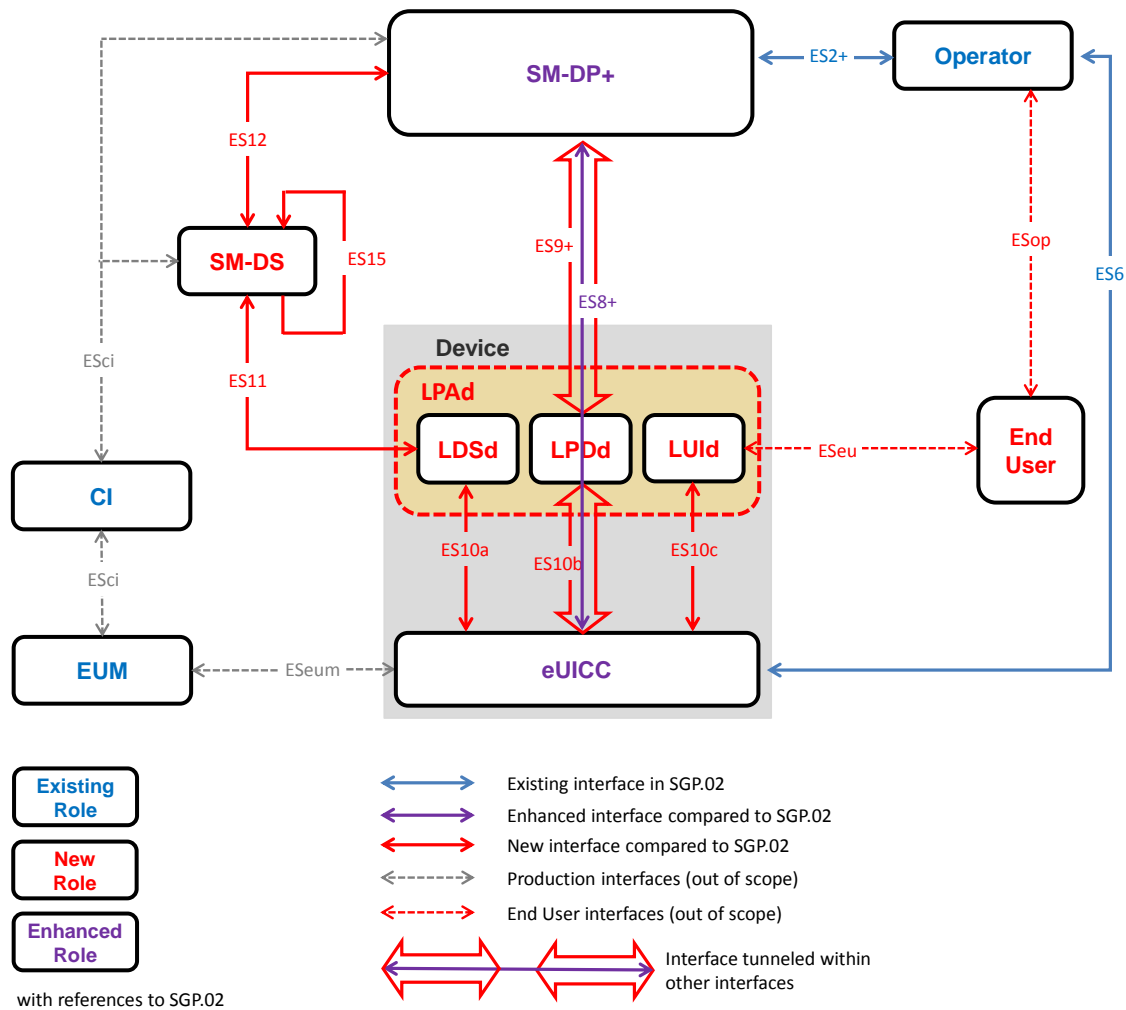 SM-DP+
ES2+
Operator
ES12
SM-DS
ES15
ES9+
ES8+
ESop
ES6
Device
ESci
ES11
LPAd
LDSd
LPDd
LUId
ESeu
End
User
CI
ESci
ES10a
ES10b
ES10c
EUM
ESeum
eUICC
Existing
Role
New
Role
Enhanced
Role
with references to SGP.02
Existing interface in SGP.02
Enhanced interface compared to SGP.02
New interface compared to SGP.02
Production interfaces (out of scope)
End User interfaces (out of scope)
Interface tunneled within
other interfaces